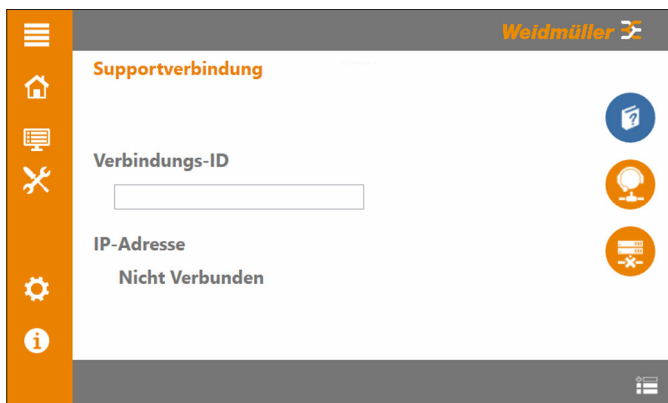 Weidmüller
Supportverbindung
Verbindungs-ID
IP-Adresse
Nicht Verbunden